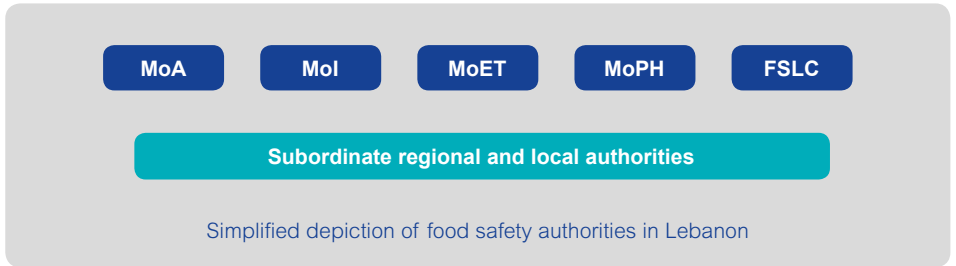 MoA MoI MoET MoPH FSLC
Subordinate regional and local authorities
Simplified depiction of food safety authorities in Lebanon